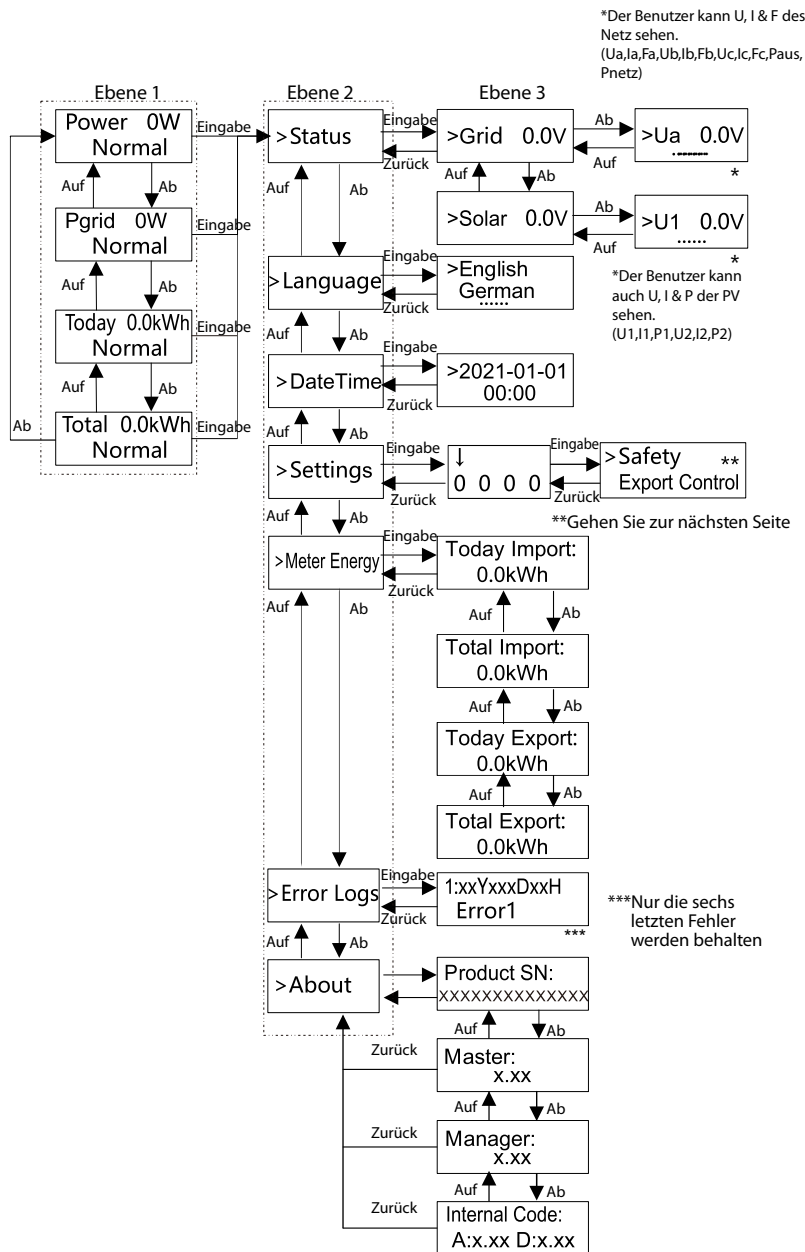 *Der Benutzer kann U, I & F des
Netz sehen.
(Ua,Ia,Fa,Ub,Ib,Fb,Uc,Ic,Fc,Paus,
Pnetz)
Ebene 1
Ebene 2
Ebene 3
Power 0W
Normal
Eingabe
>Status
Eingabe
Zurück
>Grid 0.0V
Ab
Auf
>Ua 0.0V
*
Auf
Ab
Auf
Ab
Auf
Ab
Pgrid 0W
Normal
Eingabe
>Solar 0.0V
Ab
Auf
>U1 0.0V
......
*
Auf
Ab
>Language
Eingabe
Zurück
>English
German
......
*Der Benutzer kann
auch U, I & P der PV
sehen.
(U1,I1,P1,U2,I2,P2)
Today 0.0kWh
Normal
Eingabe
Auf
Ab
Auf
Ab
>DateTime
Eingabe
Zurück
>2021-01-01
00:00
Ab
Total 0.0kWh
Normal
Eingabe
Auf
Ab
>Settings
Eingabe
Zurück
↓
0 0 0 0
Eingabe
Zurück
>Safety **
Export Control
**Gehen Sie zur nächsten Seite
Auf
Ab
>Meter Energy
Eingabe
Zurück
Today Import:
0.0kWh
Auf
Ab
Auf
Ab
Total Import:
0.0kWh
Auf
Ab
Today Export:
0.0kWh
Auf
Ab
Total Export:
0.0kWh
>Error Logs
Eingabe
Zurück
1:xxYxxxDxxH
Error1
***
***Nur die sechs
letzten Fehler
werden behalten
Auf
Ab
>About
Product SN:
XXXXXXXXXXXXXX
Auf
Ab
Zurück
Master:
x.xx
Auf
Ab
Zurück
Manager:
x.xx
Auf
Ab
Zurück
Internal Code:
A:x.xx D:x.xx